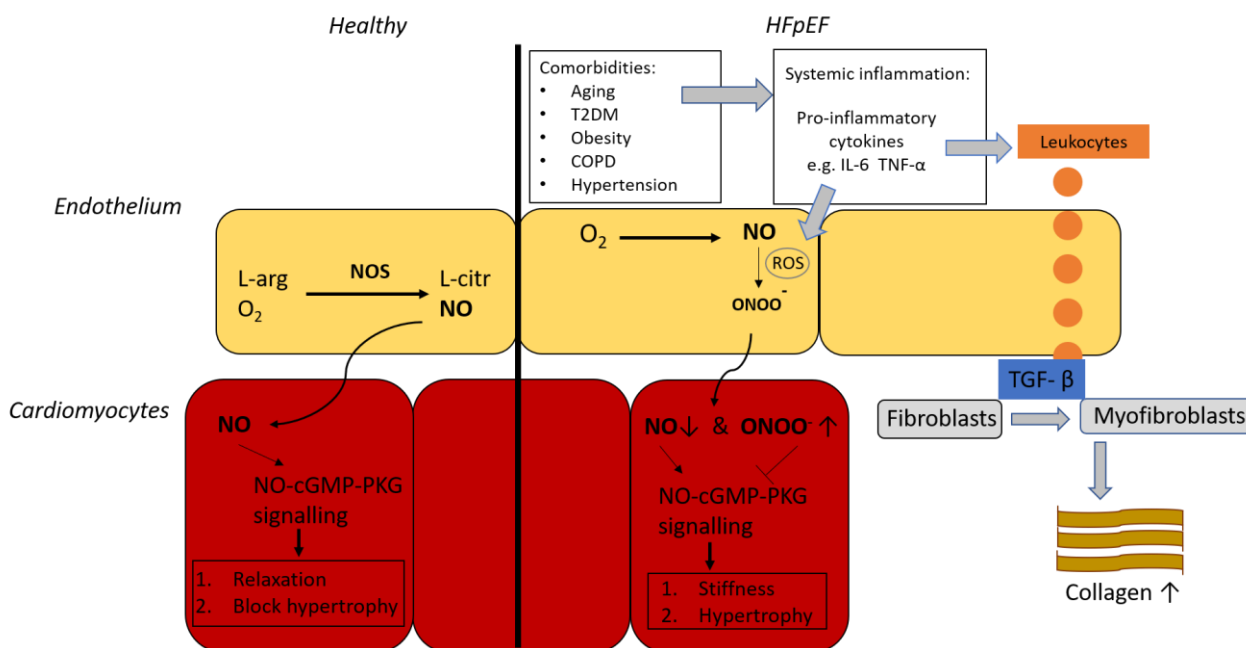 Healthy
HFpEF
Comorbidities:
• Aging
• T2DM
• Obesity
• COPD
• Hypertension
Systemic inflammation:
Pro-inflammatory
cytokines
e.g. IL-6 TNF-α
Leukocytes
Endothelium
L-arg
O₂
NOS
L-citr
NO
O₂
NO
ROS
ONOO⁻
TGF- β
Fibroblasts
Myofibroblasts
Collagen ↑
Cardiomyocytes
NO
NO-cGMP-PKG
signalling
1. Relaxation
2. Block hypertrophy
NO↓ & ONOO⁻ ↑
NO-cGMP-PKG
signalling
1. Stiffness
2. Hypertrophy